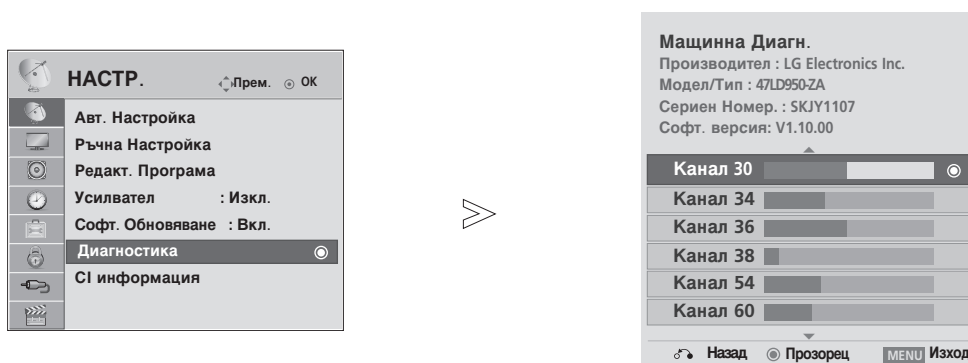 НАСТР.
Прем. OK
Авт. Настройка
Ръчна Настройка
Редакт. Програма
Усилвател : Изкл.
Софт. Обновяване : Вкл.
Диагностика
CI информация
Мащинна Диагн.
Производител : LG Electronics Inc.
Модел/Тип : 47LD950-ZA
Сериен Номер. : SKJY1107
Софт. версия: V1.10.00
Канал 30
Канал 34
Канал 36
Канал 38
Канал 54
Канал 60
Назад Прозорец MENU Изход